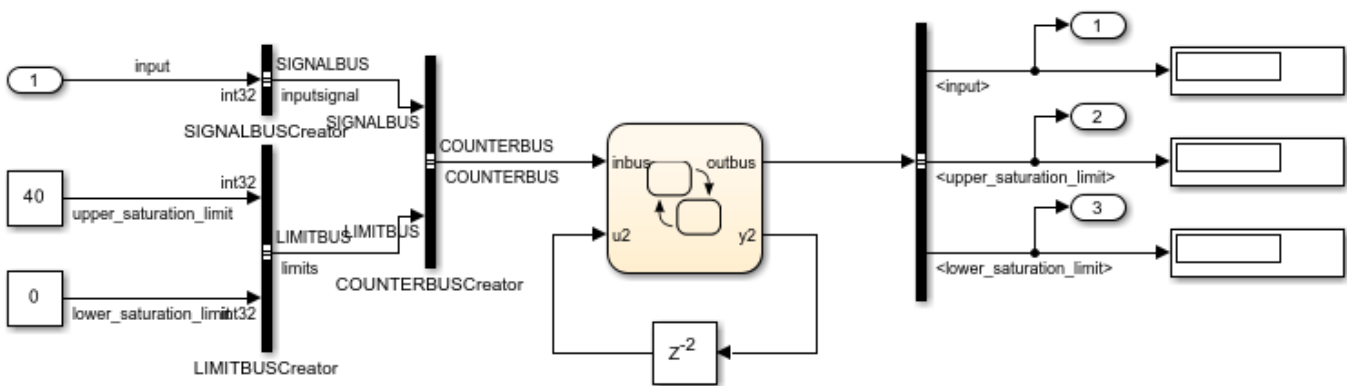 1
input
int32
SIGNALBUS
inputsignal
SIGNALBUSCreator
40
upper_saturation_limit
int32
0
lower_saturation_limit
int32
LIMITBUS
limits
LIMITBUSCreator
SIGNALBUS
LIMITBUS
COUNTERBUSCreator
COUNTERBUS
COUNTERBUS
inbus
outbus
u2
y2
Z-2
1
<input>
2
<upper_saturation_limit>
3
<lower_saturation_limit>